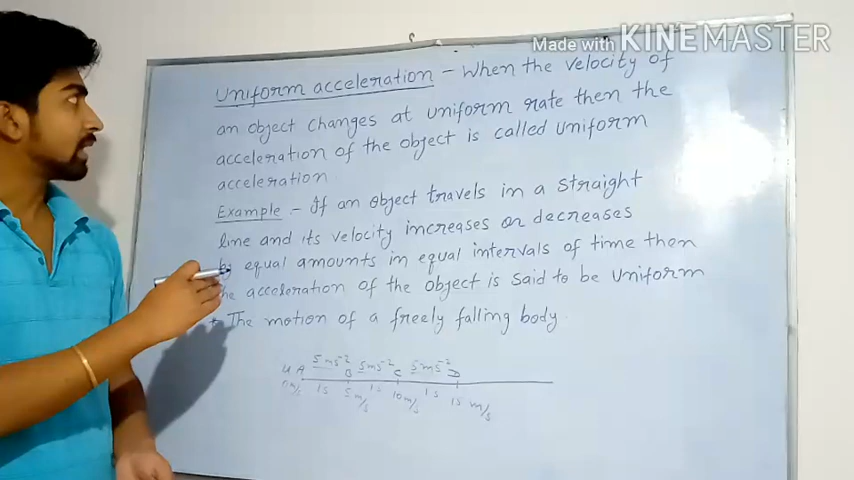 Made with KINEMASTER
Uniform acceleration - When the velocity of
an object changes at uniform rate then the
acceleration of the object is called uniform
acceleration
Example - If an object travels in a straight
line and its velocity increases or decreases
equal amounts in equal intervals of time then
acceleration of the object is said to be uniform
* The motion of a freely falling body
5ms⁻² 5ms⁻² 5ms⁻²
u A B C D
1s 5m/s 1s 10m/s 1s 15 m/s